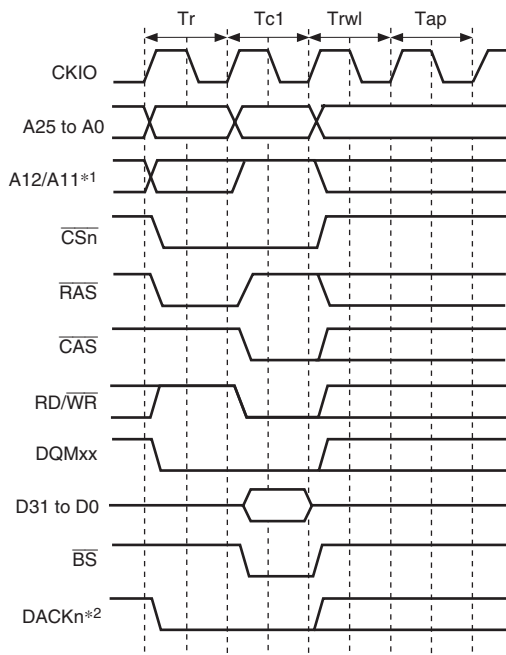 Tr Tc1 Trwl Tap
CKIO
A25 to A0
A12/A11*1
CSn
RAS
CAS
RD/WR
DQMxx
D31 to D0
BS
DACKn*2